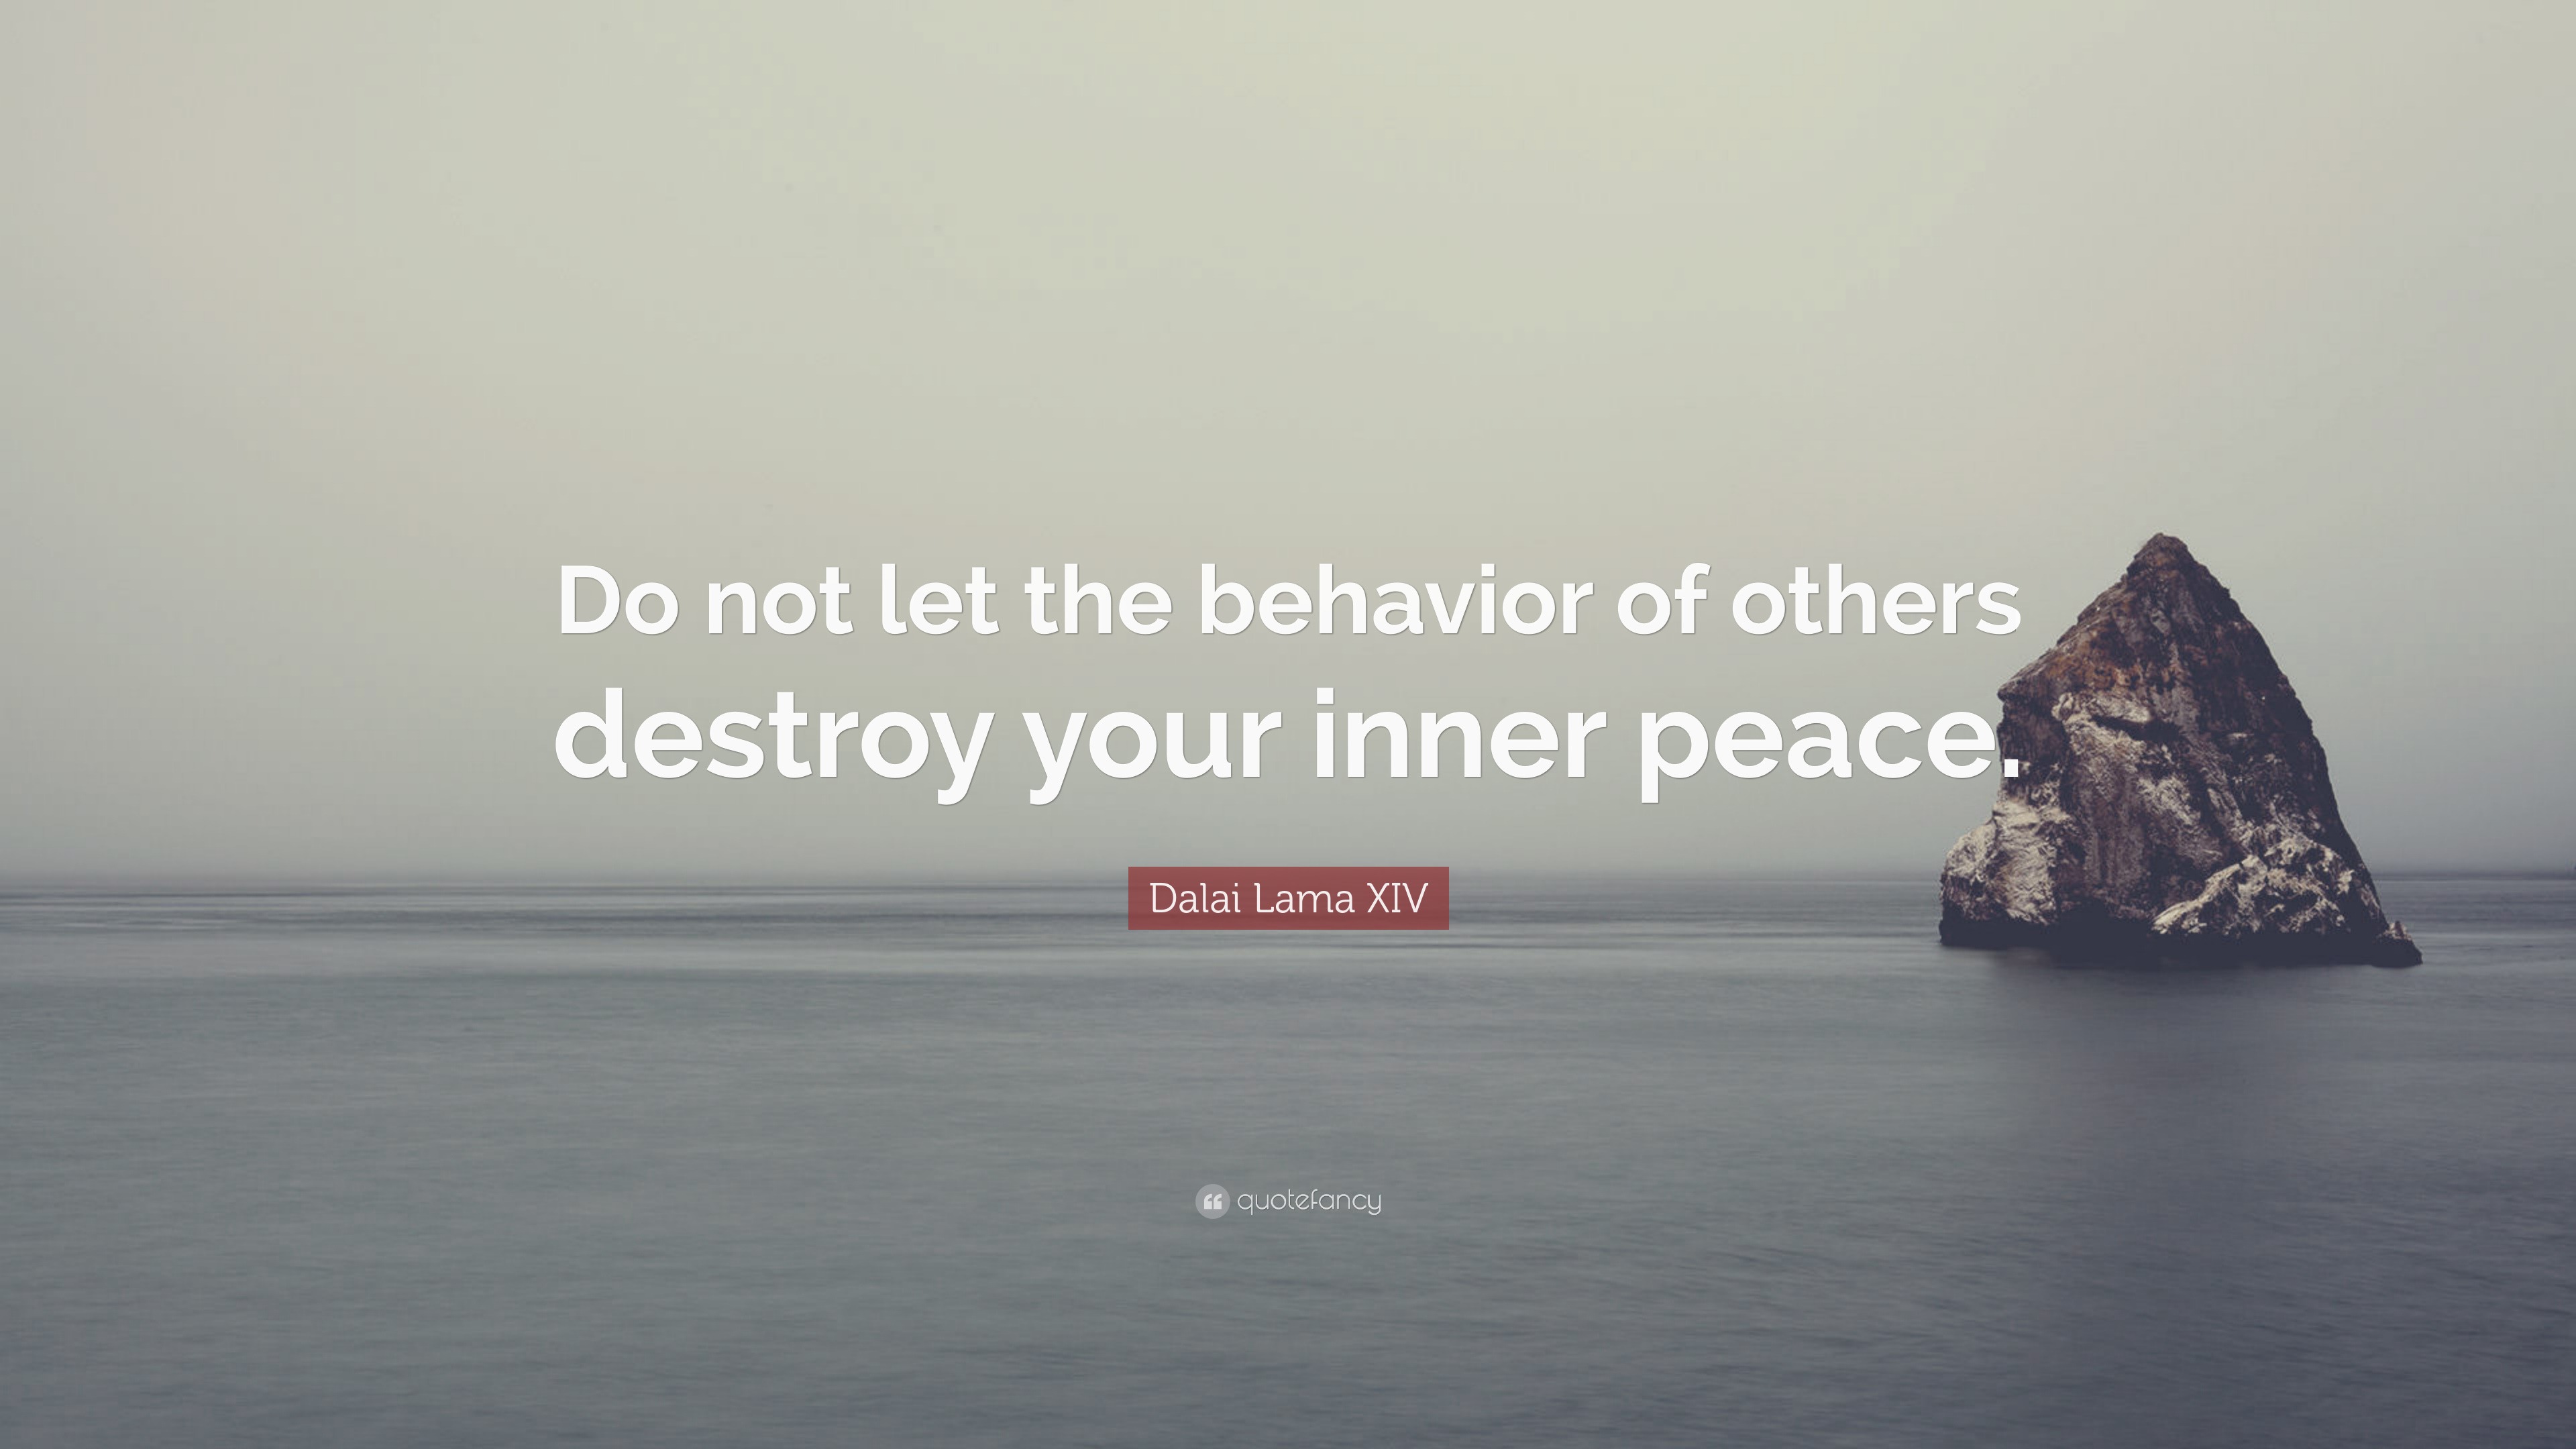 Do not let the behavior of others
destroy your inner peace.
Dalai Lama XIV
quotefancy